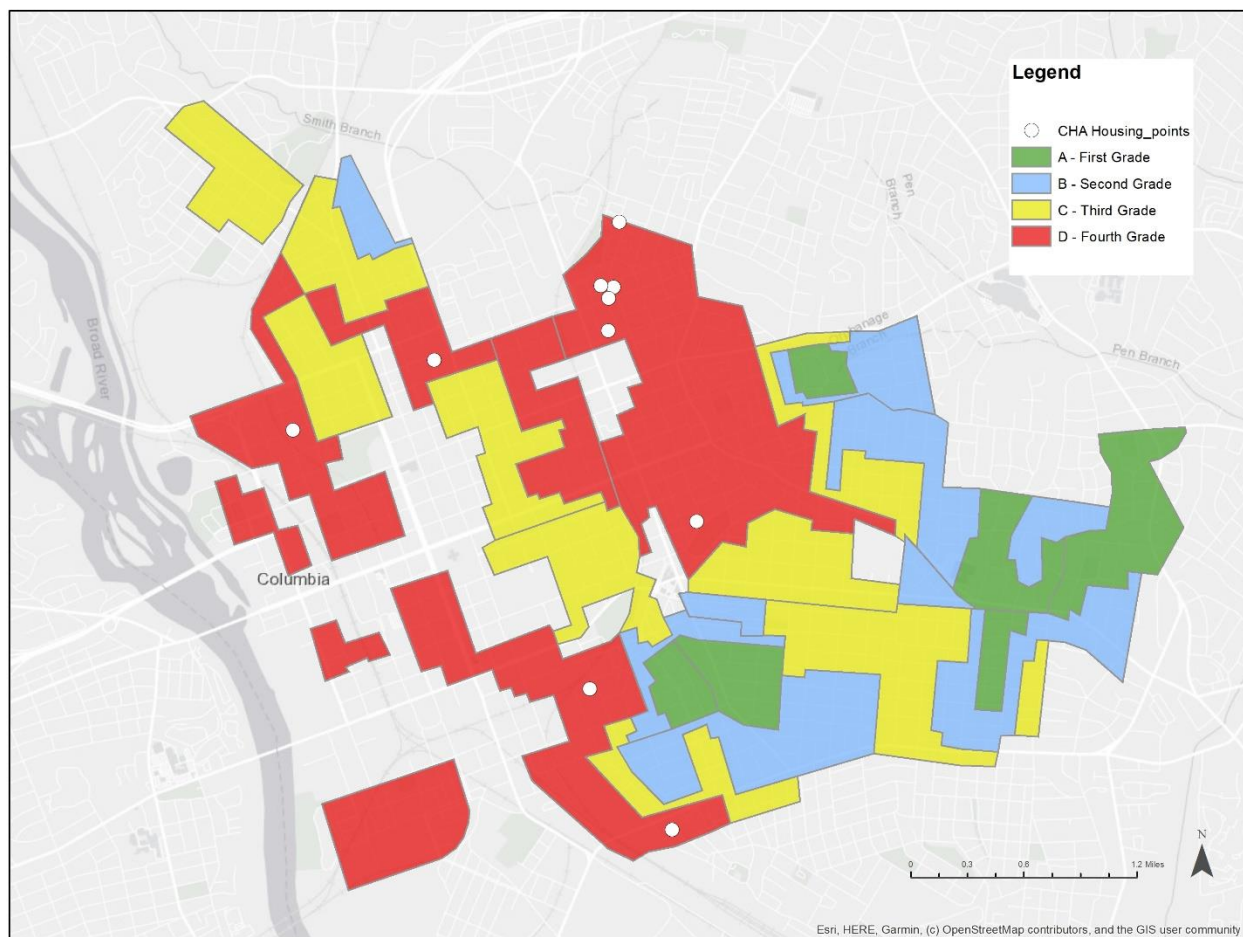 Legend
CHA Housing_points
A - First Grade
B - Second Grade
C - Third Grade
D - Fourth Grade
Smith Branch
Pen
Branch
Broad River
Orphanage
Branch
Pen Branch
Columbia
N
0 0.3 0.6 1.2 Miles
Esri, HERE, Garmin, (c) OpenStreetMap contributors, and the GIS user community